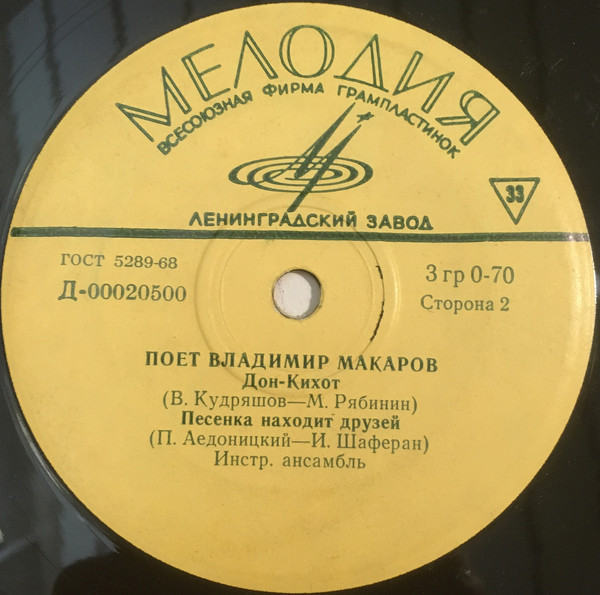 МЕЛОДИЯ
ВСЕСОЮЗНАЯ ФИРМА ГРАМПЛАСТИНОК
33
ЛЕНИНГРАДСКИЙ ЗАВОД
ГОСТ 5289-68
3 гр 0-70
Д-00020500
Сторона 2
ПОЕТ ВЛАДИМИР МАКАРОВ
Дон-Кихот
(В. Кудряшов—М. Рябинин)
Песенка находит друзей
(П. Аедоницкий—И. Шаферан)
Инстр. ансамбль